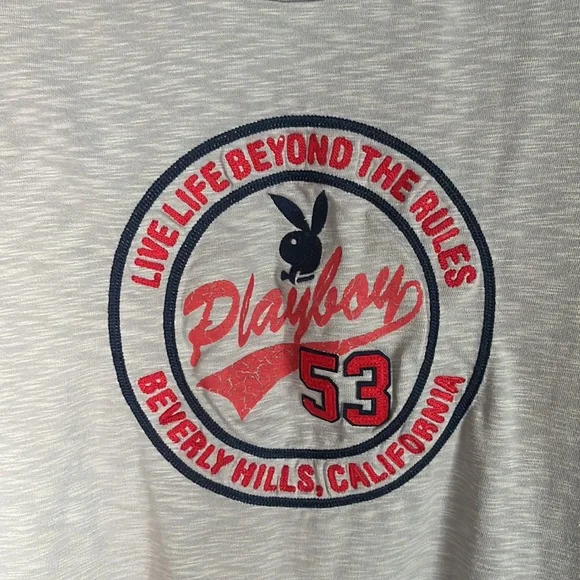 LIVE LIFE BEYOND THE RULES
Playboy
53
BEVERLY HILLS, CALIFORNIA